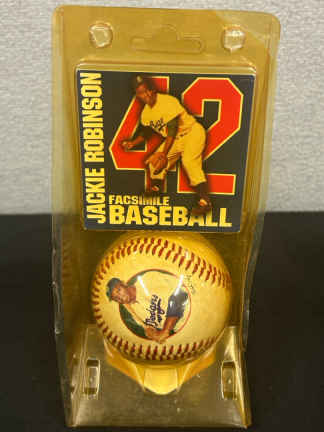 JACKIE ROBINSON
42
FACSIMILE
BASEBALL
Dodgers